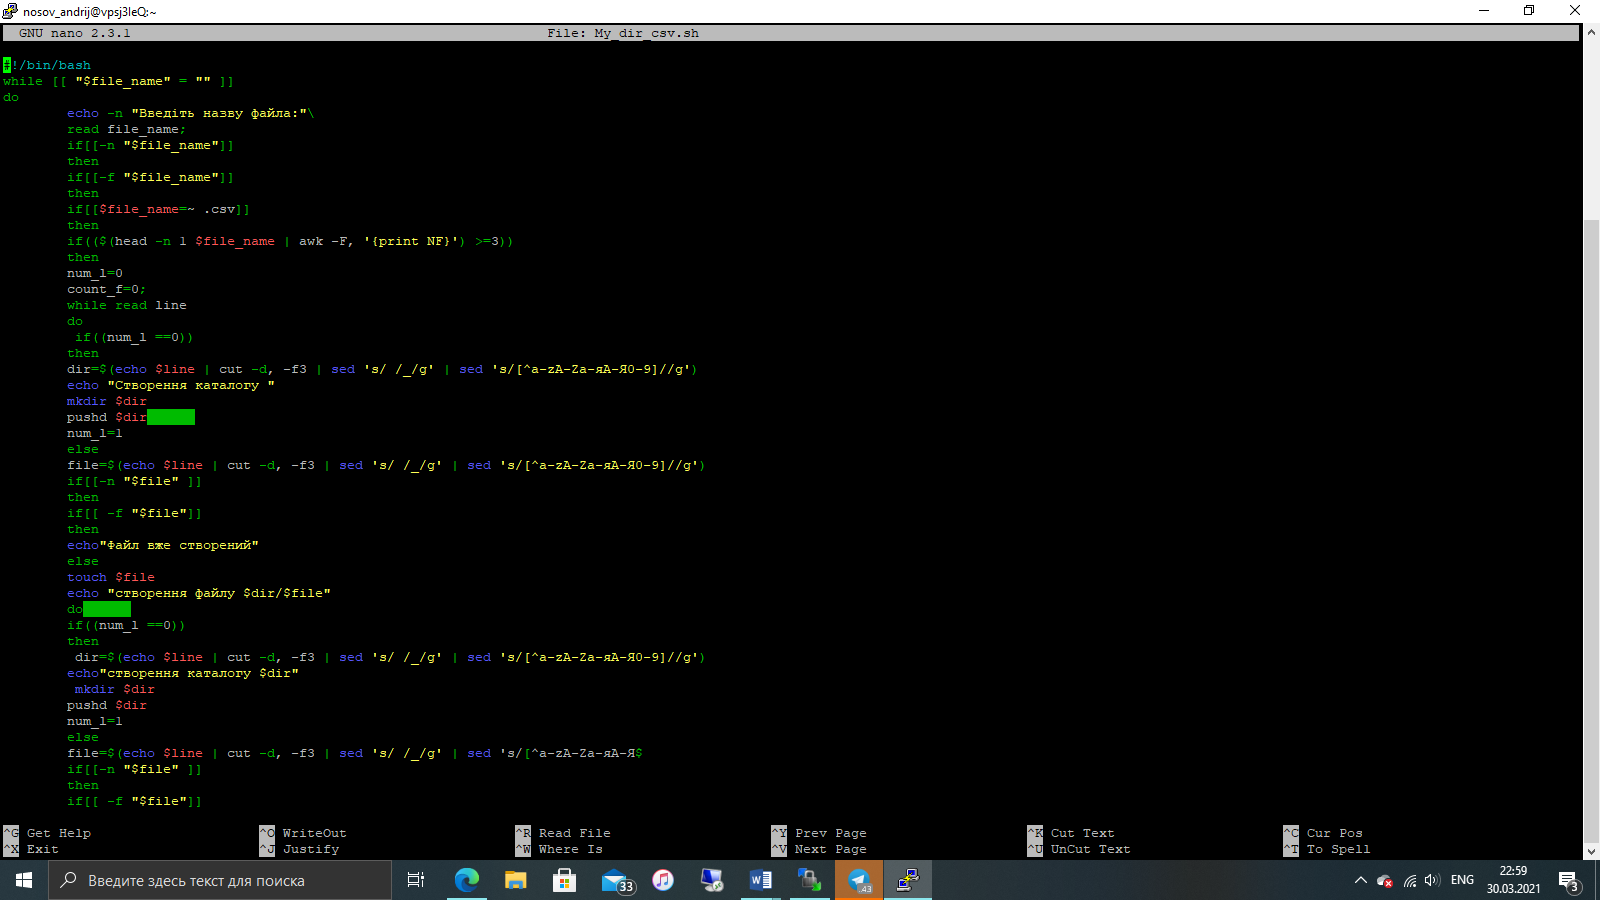 nosov_andrij@vpsj3leQ:~
GNU nano 2.3.1 File: My_dir_csv.sh
#!/bin/bash
while [[ "$file_name" = "" ]]
do
echo -n "Введіть назву файла:"\
read file_name;
if[[-n "$file_name"]]
then
if[[-f "$file_name"]]
then
if[[$file_name=~ .csv]]
then
if(($(head -n 1 $file_name | awk -F, '{print NF}') >=3))
then
num_l=0
count_f=0;
while read line
do
if((num_l ==0))
then
dir=$(echo $line | cut -d, -f3 | sed 's/ /_/g' | sed 's/[^a-zA-Zа-яА-Я0-9]//g')
echo "Створення каталогу "
mkdir $dir
pushd $dir
num_l=1
else
file=$(echo $line | cut -d, -f3 | sed 's/ /_/g' | sed 's/[^a-zA-Zа-яА-Я0-9]//g')
if[[-n "$file" ]]
then
if[[ -f "$file"]]
then
echo"Файл вже створений"
else
touch $file
echo "створення файлу $dir/$file"
do
if((num_l ==0))
then
dir=$(echo $line | cut -d, -f3 | sed 's/ /_/g' | sed 's/[^a-zA-Zа-яА-Я0-9]//g')
echo"створення каталогу $dir"
mkdir $dir
pushd $dir
num_l=1
else
file=$(echo $line | cut -d, -f3 | sed 's/ /_/g' | sed 's/[^a-zA-Zа-яА-Я$
if[[-n "$file" ]]
then
if[[ -f "$file"]]
^G Get Help ^O WriteOut ^R Read File ^Y Prev Page ^K Cut Text ^C Cur Pos
^X Exit ^J Justify ^W Where Is ^V Next Page ^U UnCut Text ^T To Spell
Введите здесь текст для поиска 33 43 ENG 22:59
30.03.2021 3